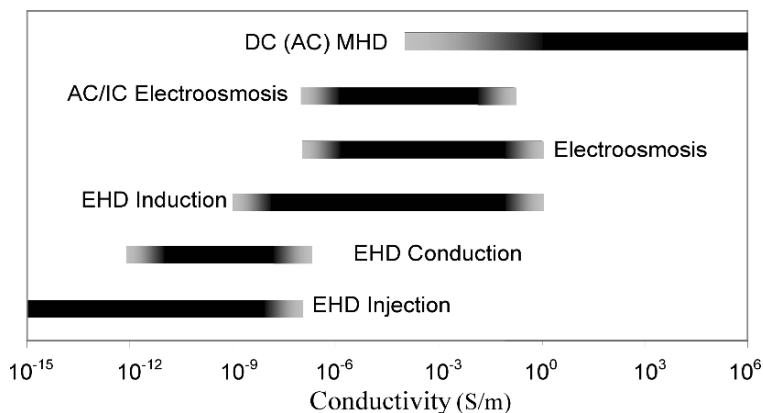 DC (AC) MHD
AC/IC Electroosmosis
Electroosmosis
EHD Induction
EHD Conduction
EHD Injection
10⁻¹⁵ 10⁻¹² 10⁻⁹ 10⁻⁶ 10⁻³ 10⁰ 10³ 10⁶
Conductivity (S/m)